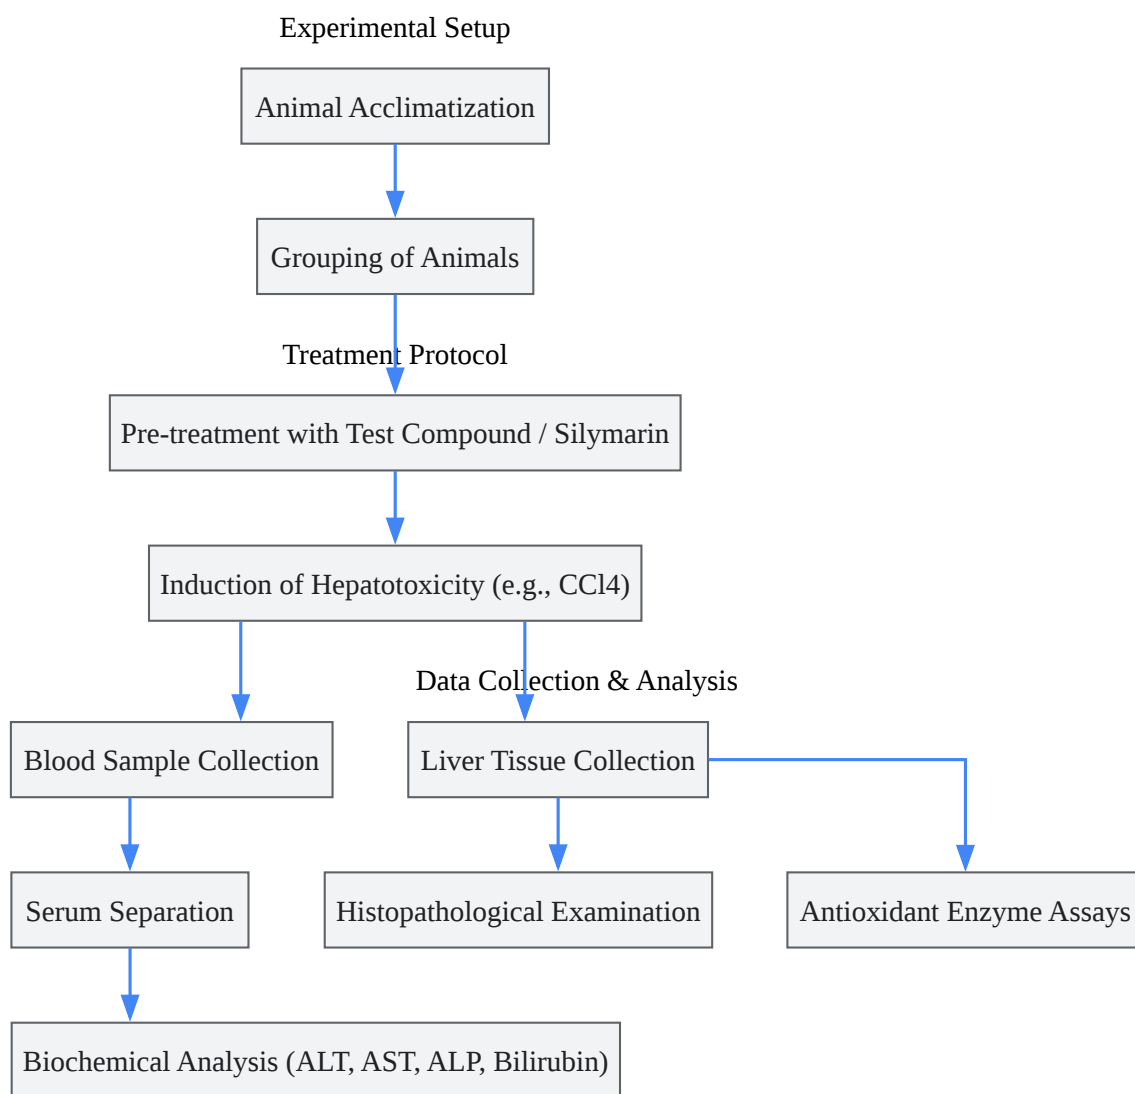 Experimental Setup
Animal Acclimatization
Grouping of Animals
Treatment Protocol
Pre-treatment with Test Compound / Silymarin
Induction of Hepatotoxicity (e.g., CCl4)
Data Collection & Analysis
Blood Sample Collection
Liver Tissue Collection
Serum Separation
Histopathological Examination
Antioxidant Enzyme Assays
Biochemical Analysis (ALT, AST, ALP, Bilirubin)